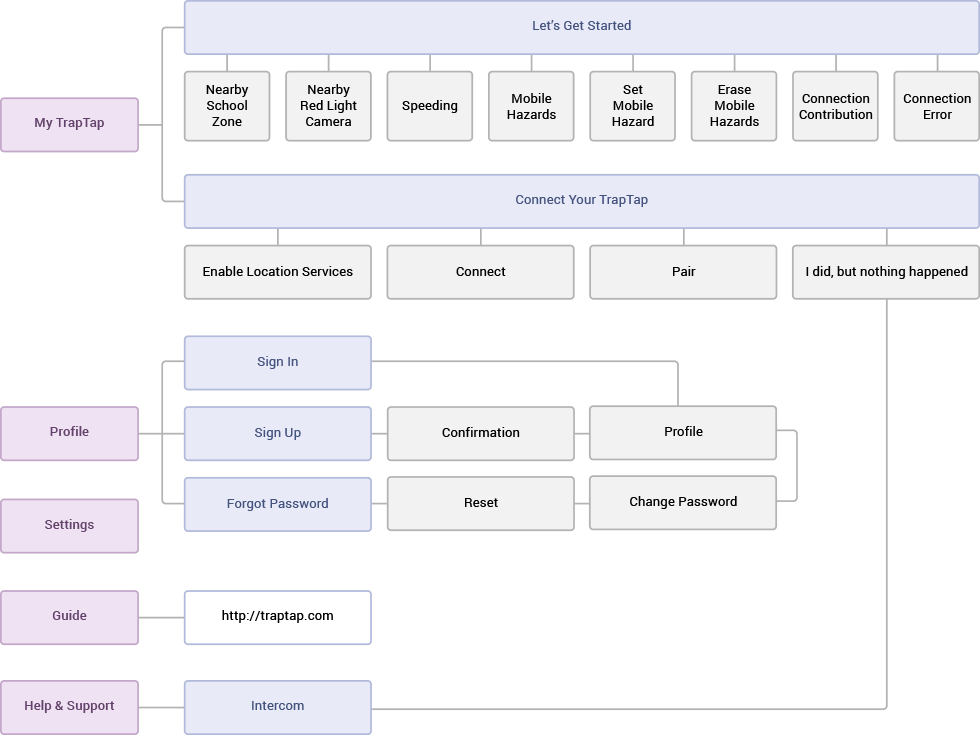 Let's Get Started
Nearby
School
Zone
Nearby
Red Light
Camera
Speeding
Mobile
Hazards
Set
Mobile
Hazard
Erase
Mobile
Hazards
Connection
Contribution
Connection
Error
My TrapTap
Connect Your TrapTap
Enable Location Services
Connect
Pair
I did, but nothing happened
Sign In
Profile
Sign Up
Confirmation
Profile
Forgot Password
Reset
Change Password
Settings
Guide
http://traptap.com
Help & Support
Intercom